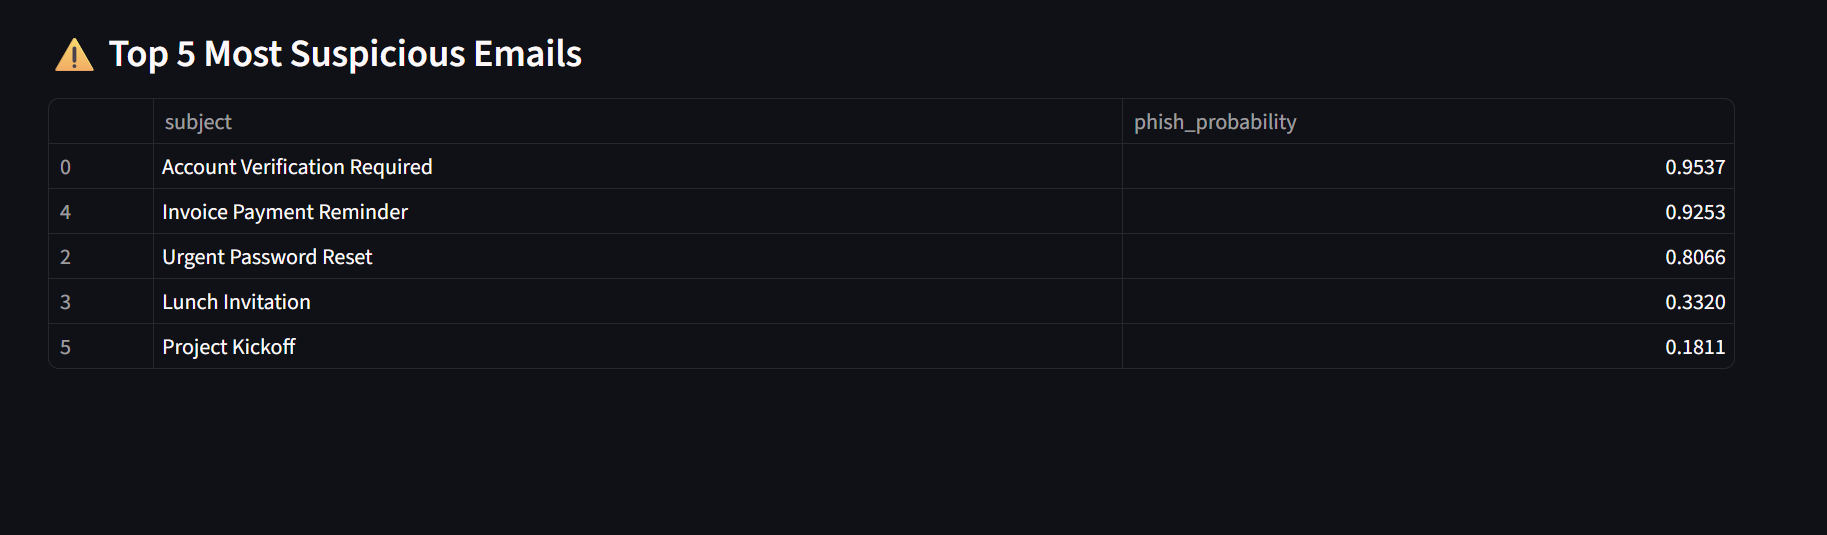 ⚠️ Top 5 Most Suspicious Emails
subject phish_probability
0 Account Verification Required 0.9537
4 Invoice Payment Reminder 0.9253
2 Urgent Password Reset 0.8066
3 Lunch Invitation 0.3320
5 Project Kickoff 0.1811